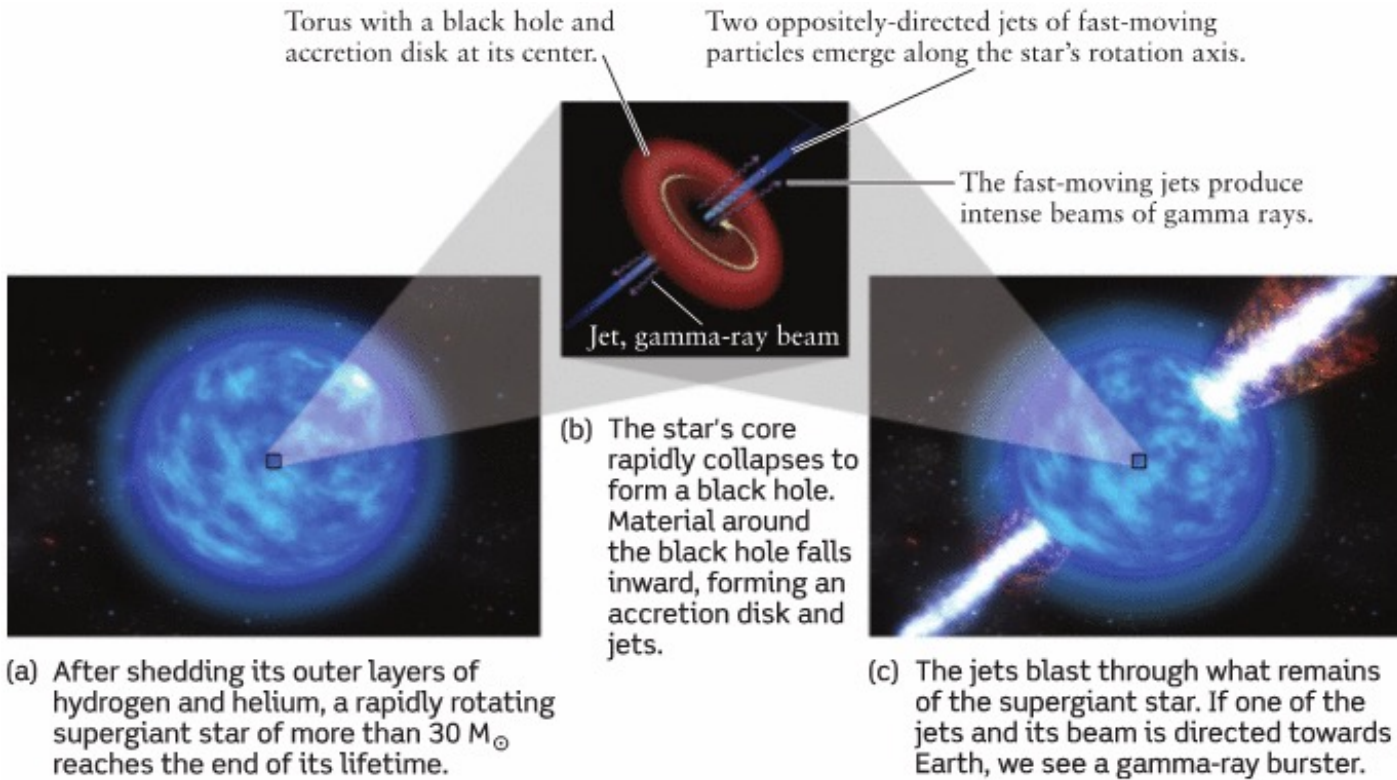 Torus with a black hole and
accretion disk at its center.
Two oppositely-directed jets of fast-moving
particles emerge along the star's rotation axis.
The fast-moving jets produce
intense beams of gamma rays.
Jet, gamma-ray beam
(a) After shedding its outer layers of
hydrogen and helium, a rapidly rotating
supergiant star of more than 30 M☉
reaches the end of its lifetime.
(b) The star's core
rapidly collapses to
form a black hole.
Material around
the black hole falls
inward, forming an
accretion disk and
jets.
(c) The jets blast through what remains
of the supergiant star. If one of the
jets and its beam is directed towards
Earth, we see a gamma-ray burster.